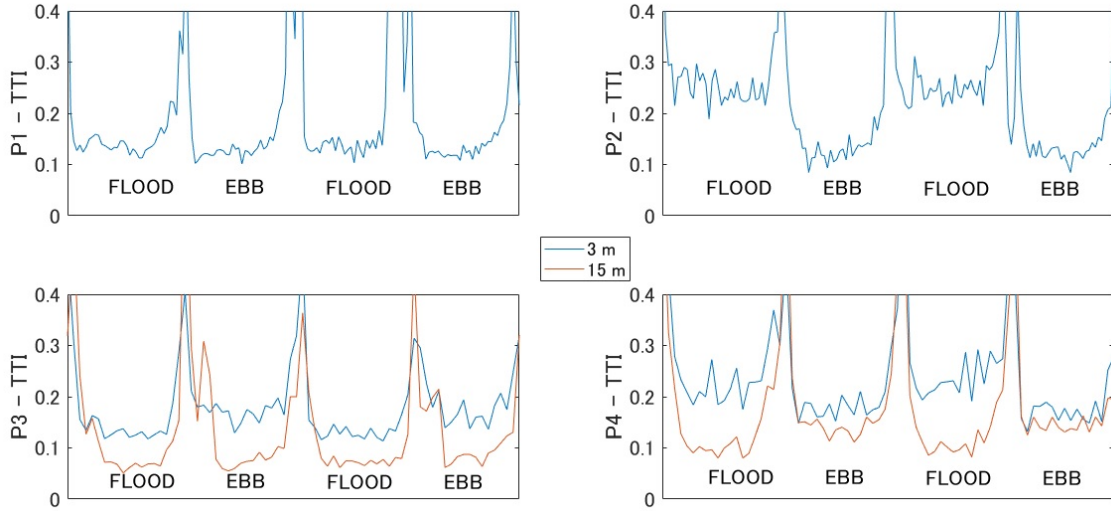 0.4
0.3
0.2
0.1
0
P1 – TTI
FLOOD EBB FLOOD EBB
0.4
0.3
0.2
0.1
0
P2 – TTI
FLOOD EBB FLOOD EBB
3 m
15 m
0.4
0.3
0.2
0.1
0
P3 – TTI
FLOOD EBB FLOOD EBB
0.4
0.3
0.2
0.1
0
P4 – TTI
FLOOD EBB FLOOD EBB